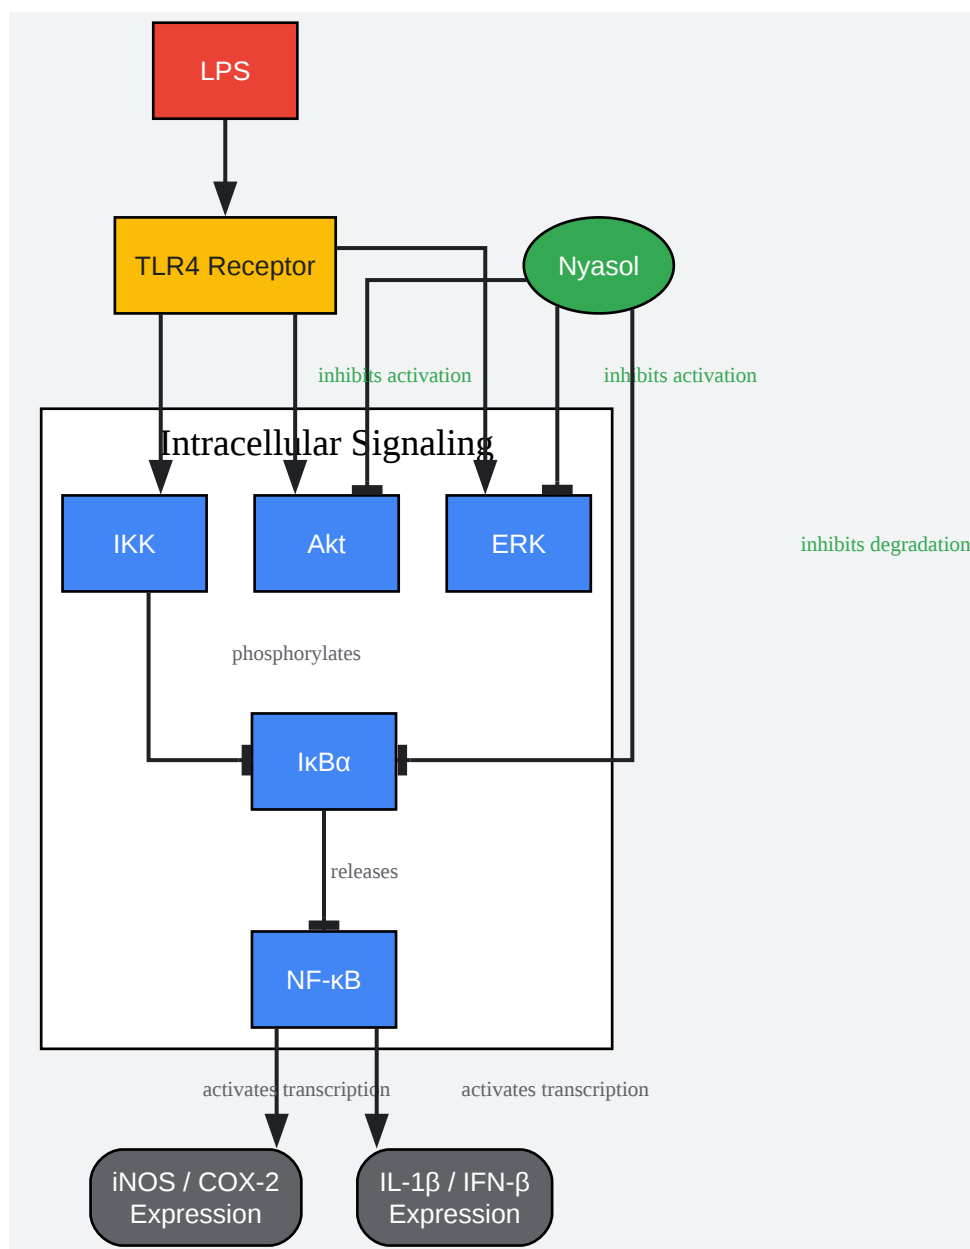 LPS
TLR4 Receptor
Nyasol
inhibits activation
inhibits activation
Intracellular Signaling
IKK
Akt
ERK
inhibits degradation
phosphorylates
IκBα
releases
NF-κB
activates transcription
activates transcription
iNOS / COX-2
Expression
IL-1β / IFN-β
Expression